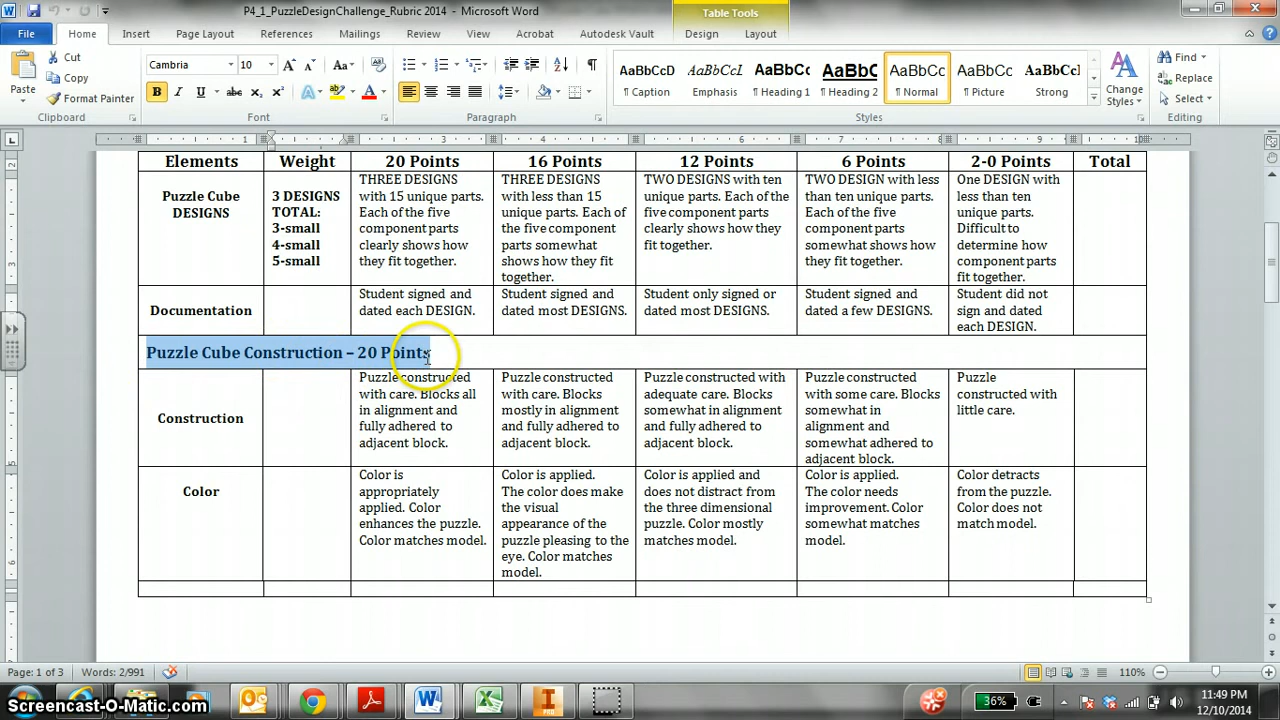 P4_1_PuzzleDesignChallenge_Rubric 2014 - Microsoft Word
Table Tools
File Home Insert Page Layout References Mailings Review View Acrobat Autodesk Vault Design Layout
Paste
Cut
Copy
Format Painter
Clipboard
Cambria 10
Font
Paragraph
AaBbCcD AaBbCcL AaBbCc AaBbC AaBbCc AaBbCc AaBbCc
¶ Caption Emphasis ¶ Heading 1 ¶ Heading 2 ¶ Normal ¶ Picture Strong
Styles
Change Styles
Find
Replace
Select
Editing
Elements Weight 20 Points 16 Points 12 Points 6 Points 2-0 Points Total
Puzzle Cube
DESIGNS
3 DESIGNS
TOTAL:
3-small
4-small
5-small
THREE DESIGNS
with 15 unique parts.
Each of the five
component parts
clearly shows how
they fit together.
THREE DESIGNS
with less than 15
unique parts. Each of
the five component
parts somewhat
shows how they fit
together.
TWO DESIGNS with ten
unique parts. Each of the
five component parts
clearly shows how they
fit together.
TWO DESIGN with less
than ten unique parts.
Each of the five
component parts
somewhat shows how
they fit together.
One DESIGN with
less than ten
unique parts.
Difficult to
determine how
component parts
fit together.
Documentation
Student signed and
dated each DESIGN.
Student signed and
dated most DESIGNS.
Student only signed or
dated most DESIGNS.
Student signed and
dated a few DESIGNS.
Student did not
sign and dated
each DESIGN.
Puzzle Cube Construction – 20 Points
Construction
Puzzle constructed
with care. Blocks all
in alignment and
fully adhered to
adjacent block.
Puzzle constructed
with care. Blocks
mostly in alignment
and fully adhered to
adjacent block.
Puzzle constructed with
adequate care. Blocks
somewhat in alignment
and fully adhered to
adjacent block.
Puzzle constructed
with some care. Blocks
somewhat in
alignment and
somewhat adhered to
adjacent block.
Puzzle
constructed with
little care.
Color
Color is
appropriately
applied. Color
enhances the puzzle.
Color matches model.
Color is applied.
The color does make
the visual
appearance of the
puzzle pleasing to the
eye. Color matches
model.
Color is applied and
does not distract from
the three dimensional
puzzle. Color mostly
matches model.
Color is applied.
The color needs
improvement. Color
somewhat matches
model.
Color detracts
from the puzzle.
Color does not
match model.
Page: 1 of 3 Words: 2/991 110%
Screencast-O-Matic.com
36%
11:49 PM
12/10/2014